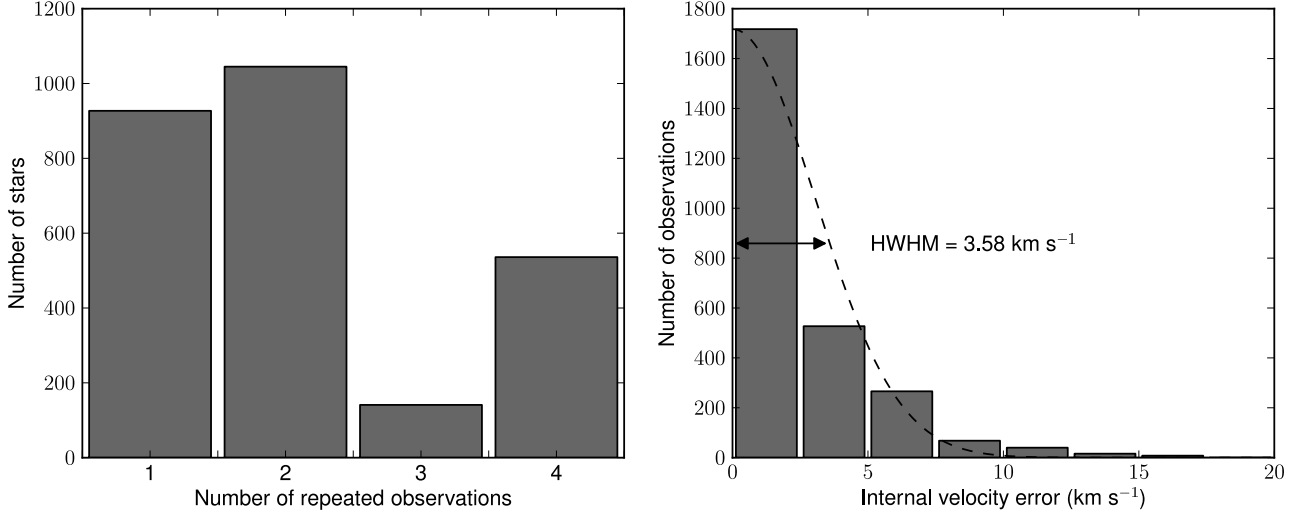 1200
1000
800
600
400
200
0
Number of stars
1 2 3 4
Number of repeated observations
1800
1600
1400
1200
1000
800
600
400
200
0
Number of observations
HWHM = 3.58 km s⁻¹
0 5 10 15 20
Internal velocity error (km s⁻¹)